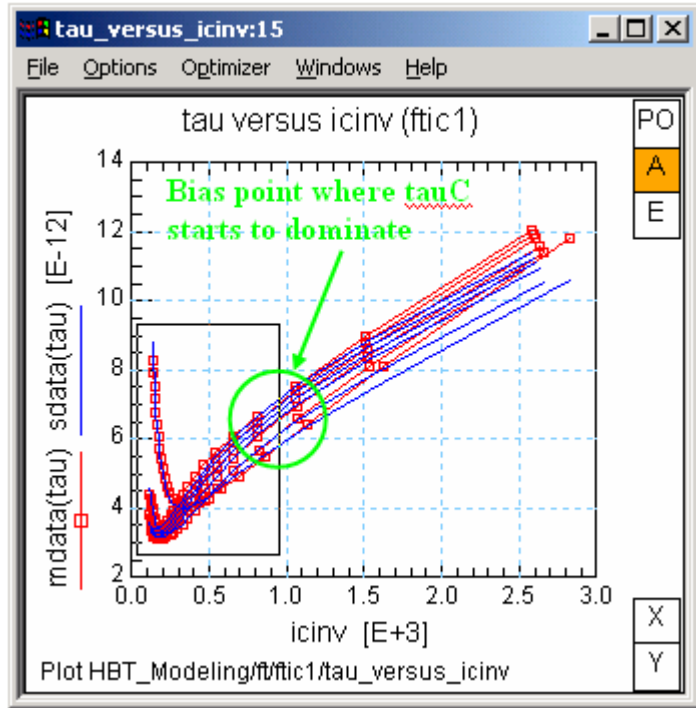 tau_versus_icinv:15
File Options Optimizer Windows Help
tau versus icinv (ftic1)
PO
A
E
14
12
10
8
6
4
2
Bias point where tauC
starts to dominate
mdata(tau) sdata(tau) [E-12]
0.0 0.5 1.0 1.5 2.0 2.5 3.0
icinv [E+3]
X
Y
Plot HBT_Modeling/ft/ftic1/tau_versus_icinv